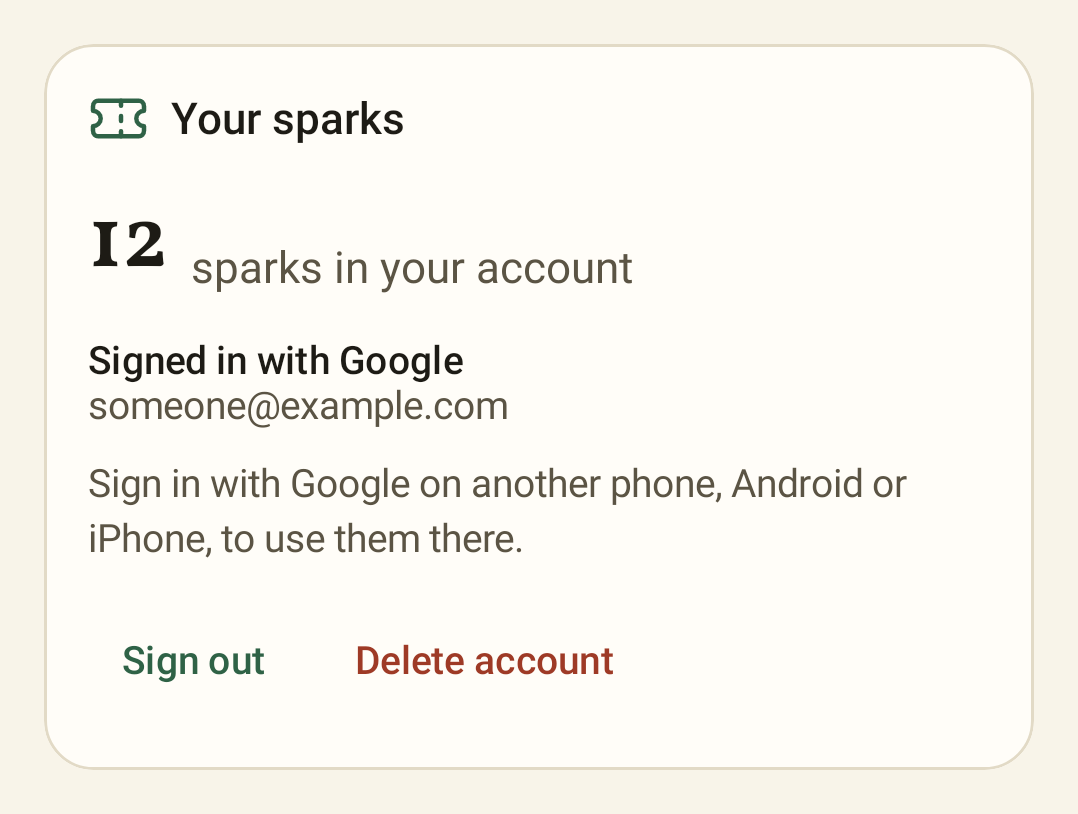 Your sparks
12 sparks in your account
Signed in with Google
someone@example.com
Sign in with Google on another phone, Android or
iPhone, to use them there.
Sign out Delete account